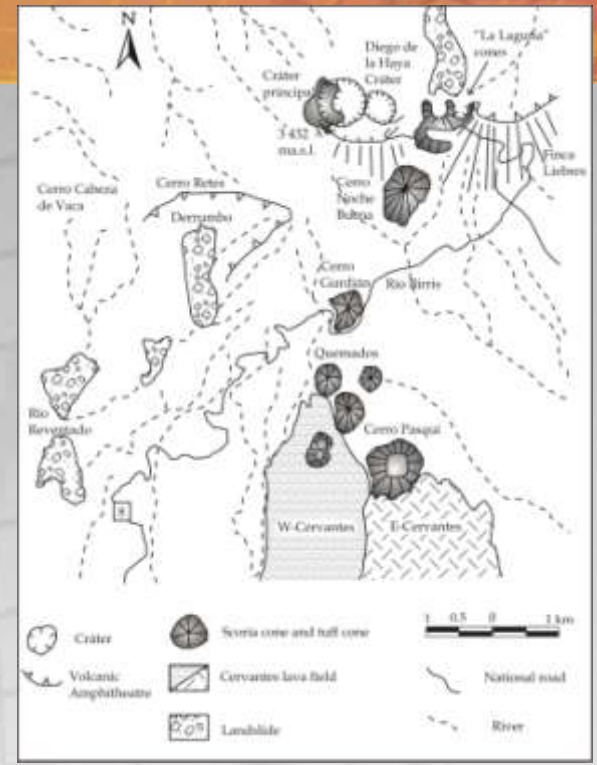 N
"La Laguna"
cones
Diego de
la Haya
Cráter
Cráter
principal
3 432
m.a.s.l.
Finca
Liebres
Cerro Cabeza
de Vaca
Cerro Retes
Derrumbo
Cerro
Noche
Buena
Cerro
Gurdián
Río Birrís
Quemados
Río
Reventado
Cerro Pasquí
W-Cervantes
E-Cervantes
Cráter
Scoria cone and tuff cone
1 0.5 0 1 km
Volcanic
Amphitheatre
Cervantes lava field
National road
Landslide
River